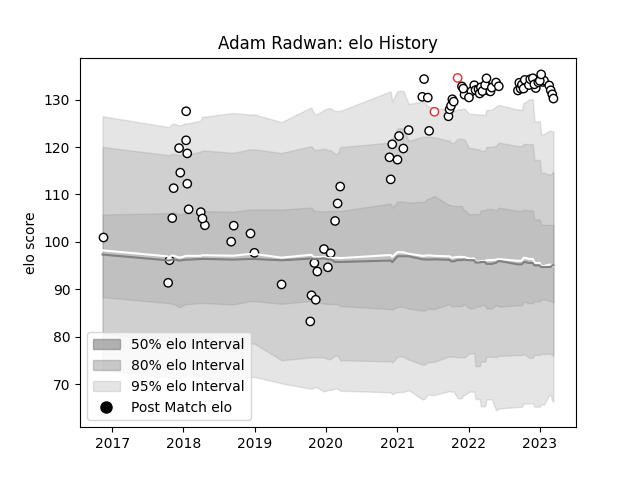 Adam Radwan: elo History
elo score
130
120
110
100
90
80
70
50% elo Interval
80% elo Interval
95% elo Interval
Post Match elo
2017 2018 2019 2020 2021 2022 2023